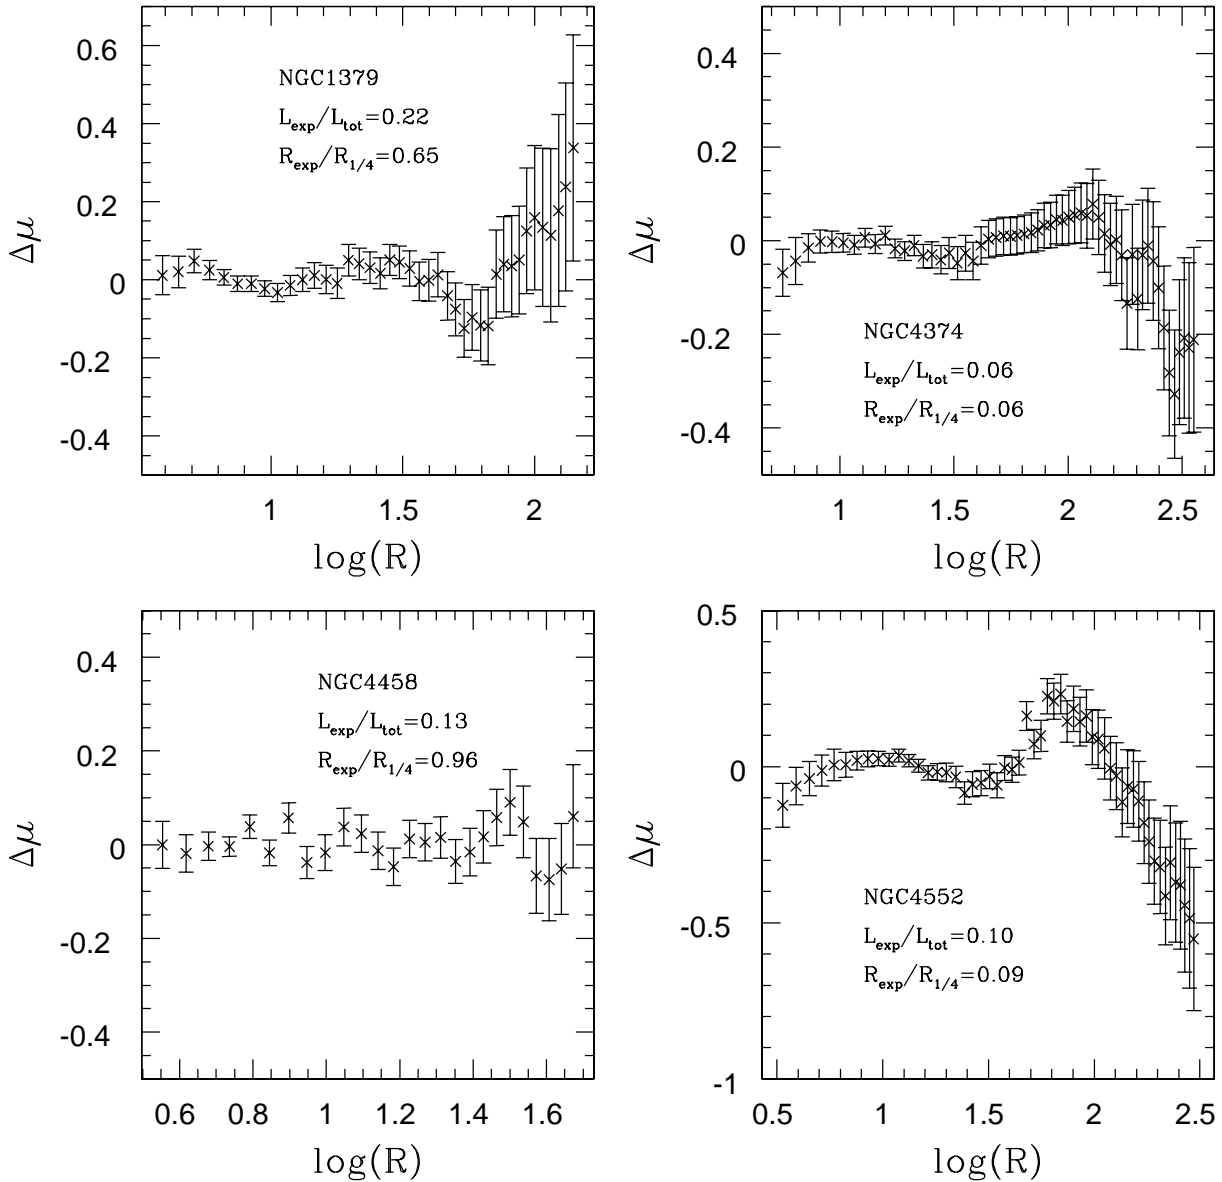 0.6
0.4
0.2
0
-0.2
-0.4
Δμ
NGC1379
L_exp/L_tot=0.22
R_exp/R_1/4=0.65
1 1.5 2
log(R)
0.4
0.2
0
-0.2
-0.4
Δμ
NGC4374
L_exp/L_tot=0.06
R_exp/R_1/4=0.06
1 1.5 2 2.5
log(R)
0.4
0.2
0
-0.2
-0.4
Δμ
NGC4458
L_exp/L_tot=0.13
R_exp/R_1/4=0.96
0.6 0.8 1 1.2 1.4 1.6
log(R)
0.5
0
-0.5
-1
Δμ
NGC4552
L_exp/L_tot=0.10
R_exp/R_1/4=0.09
0.5 1 1.5 2 2.5
log(R)